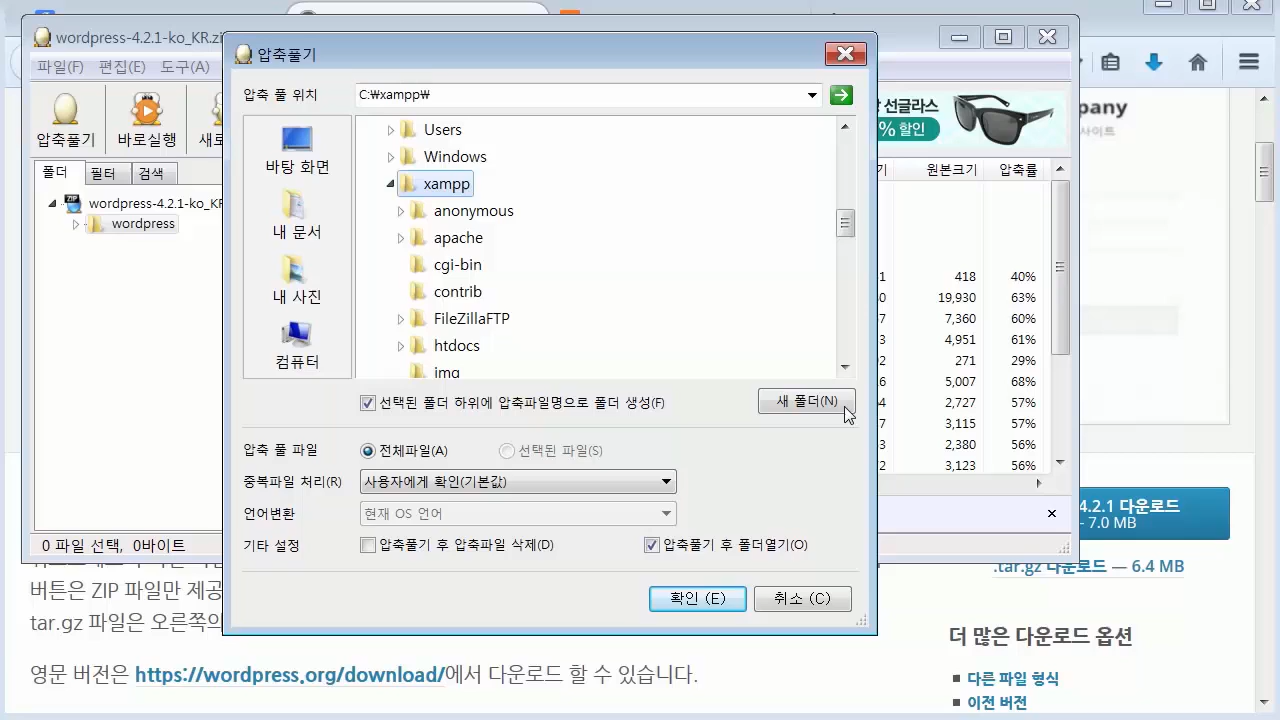 wordpress-4.2.1-ko_KR.zi
파일(F) 편집(E) 도구(A)
압축풀기
바로실행
새로
폴더
필터
검색
wordpress-4.2.1-ko_KR
wordpress
0 파일 선택, 0바이트
압축풀기
압축 풀 위치
C:₩xampp₩
바탕 화면
내 문서
내 사진
컴퓨터
Users
Windows
xampp
anonymous
apache
cgi-bin
contrib
FileZillaFTP
htdocs
img
선택된 폴더 하위에 압축파일명으로 폴더 생성(F)
새 폴더(N)
압축 풀 파일
전체파일(A)
선택된 파일(S)
중복파일 처리(R)
사용자에게 확인(기본값)
언어변환
현재 OS 언어
기타 설정
압축풀기 후 압축파일 삭제(D)
압축풀기 후 폴더열기(O)
확인 (E)
취소 (C)
선글라스
% 할인
기 원본크기 압축률
1 418 40%
0 19,930 63%
7 7,360 60%
3 4,951 61%
2 271 29%
6 5,007 68%
4 2,727 57%
7 3,115 57%
3 2,380 56%
2 3,123 56%
pany
사이트
4.2.1 다운로드
- 7.0 MB
.tar.gz 다운로드 — 6.4 MB
버튼은 ZIP 파일만 제공
tar.gz 파일은 오른쪽의
영문 버전은 https://wordpress.org/download/에서 다운로드 할 수 있습니다.
더 많은 다운로드 옵션
다른 파일 형식
이전 버전